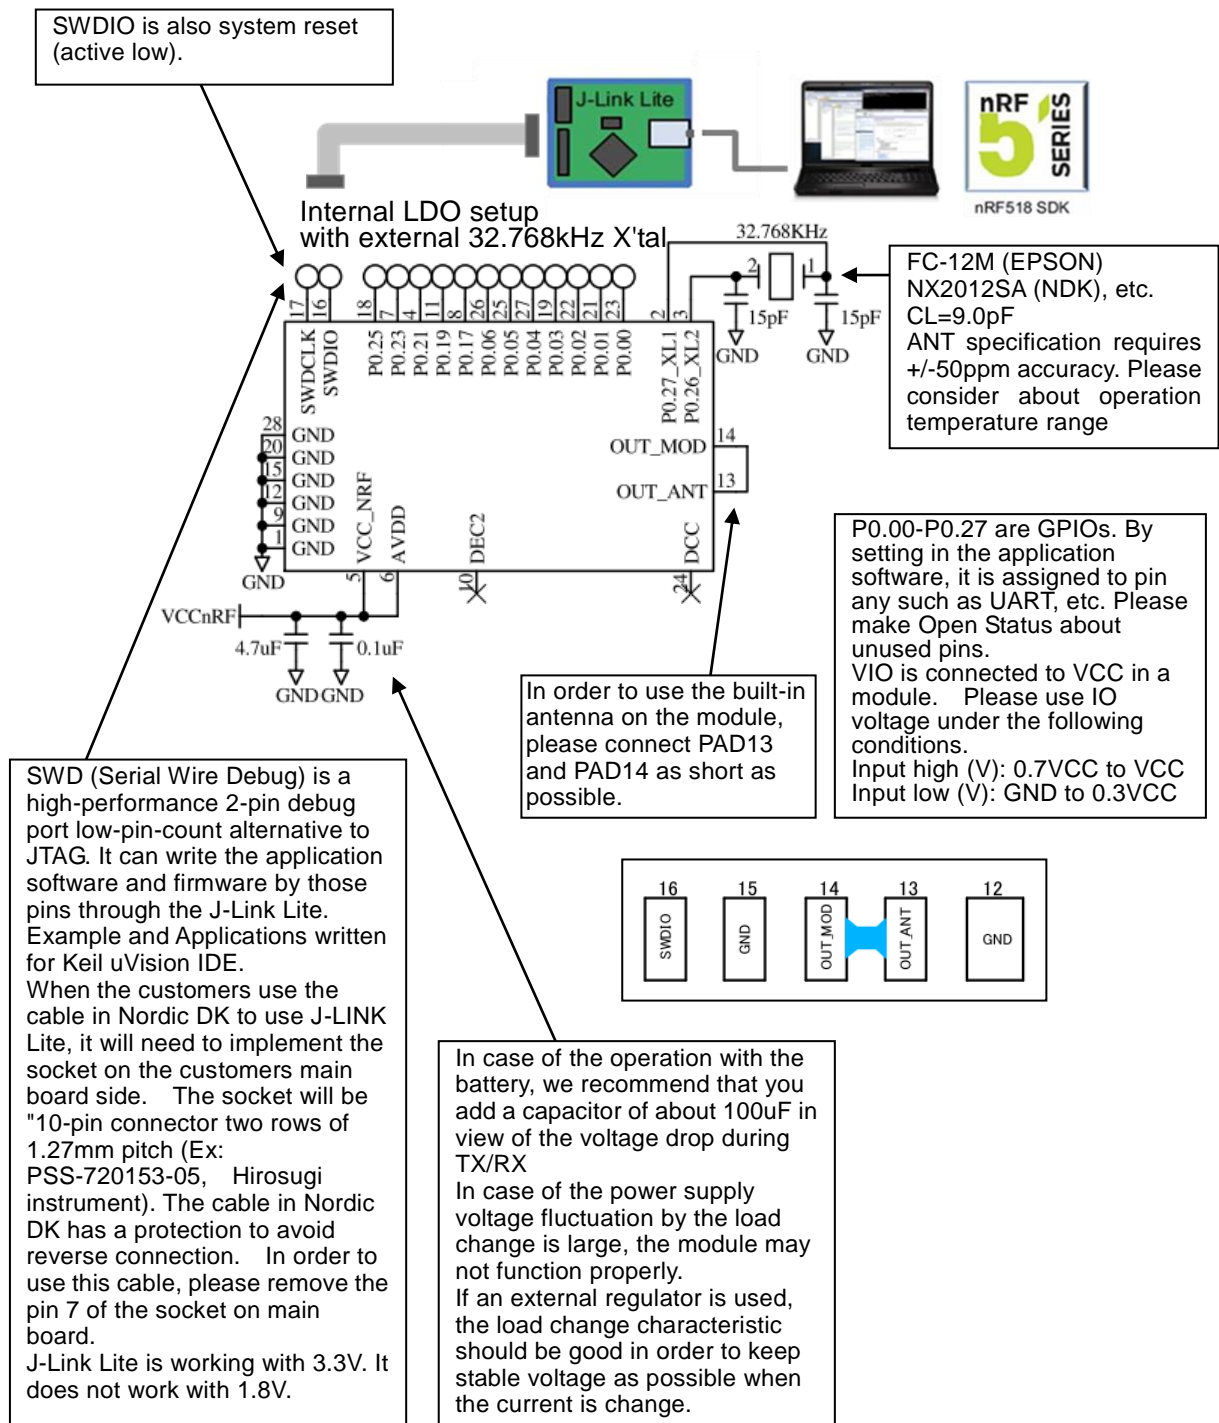 SWDIO is also system reset
(active low).
J-Link Lite
nRF
5
SERIES
nRF518 SDK
Internal LDO setup
with external 32.768kHz X'tal
32.768KHz
2
1
15pF
15pF
GND
GND
FC-12M (EPSON)
NX2012SA (NDK), etc.
CL=9.0pF
ANT specification requires
+/-50ppm accuracy. Please
consider about operation
temperature range
17
16
18
7
4
11
8
26
25
27
19
22
21
23
2
3
SWDCLK
SWDIO
P0.25
P0.23
P0.21
P0.19
P0.17
P0.06
P0.05
P0.04
P0.03
P0.02
P0.01
P0.00
P0.27_XL1
P0.26_XL2
28
GND
20
GND
15
GND
12
GND
9
GND
1
GND
GND
OUT_MOD
14
OUT_ANT
13
VCC_NRF
AVDD
DEC2
DCC
5
6
10
24
VCCnRF
4.7uF
0.1uF
GND
GND
P0.00-P0.27 are GPIOs. By
setting in the application
software, it is assigned to pin
any such as UART, etc. Please
make Open Status about
unused pins.
VIO is connected to VCC in a
module. Please use IO
voltage under the following
conditions.
Input high (V): 0.7VCC to VCC
Input low (V): GND to 0.3VCC
In order to use the built-in
antenna on the module,
please connect PAD13
and PAD14 as short as
possible.
SWD (Serial Wire Debug) is a
high-performance 2-pin debug
port low-pin-count alternative to
JTAG. It can write the application
software and firmware by those
pins through the J-Link Lite.
Example and Applications written
for Keil uVision IDE.
When the customers use the
cable in Nordic DK to use J-LINK
Lite, it will need to implement the
socket on the customers main
board side. The socket will be
"10-pin connector two rows of
1.27mm pitch (Ex:
PSS-720153-05, Hirosugi
instrument). The cable in Nordic
DK has a protection to avoid
reverse connection. In order to
use this cable, please remove the
pin 7 of the socket on main
board.
J-Link Lite is working with 3.3V. It
does not work with 1.8V.
16
15
14
13
12
SWDIO
GND
OUT_MOD
OUT_ANT
GND
In case of the operation with the
battery, we recommend that you
add a capacitor of about 100uF in
view of the voltage drop during
TX/RX
In case of the power supply
voltage fluctuation by the load
change is large, the module may
not function properly.
If an external regulator is used,
the load change characteristic
should be good in order to keep
stable voltage as possible when
the current is change.